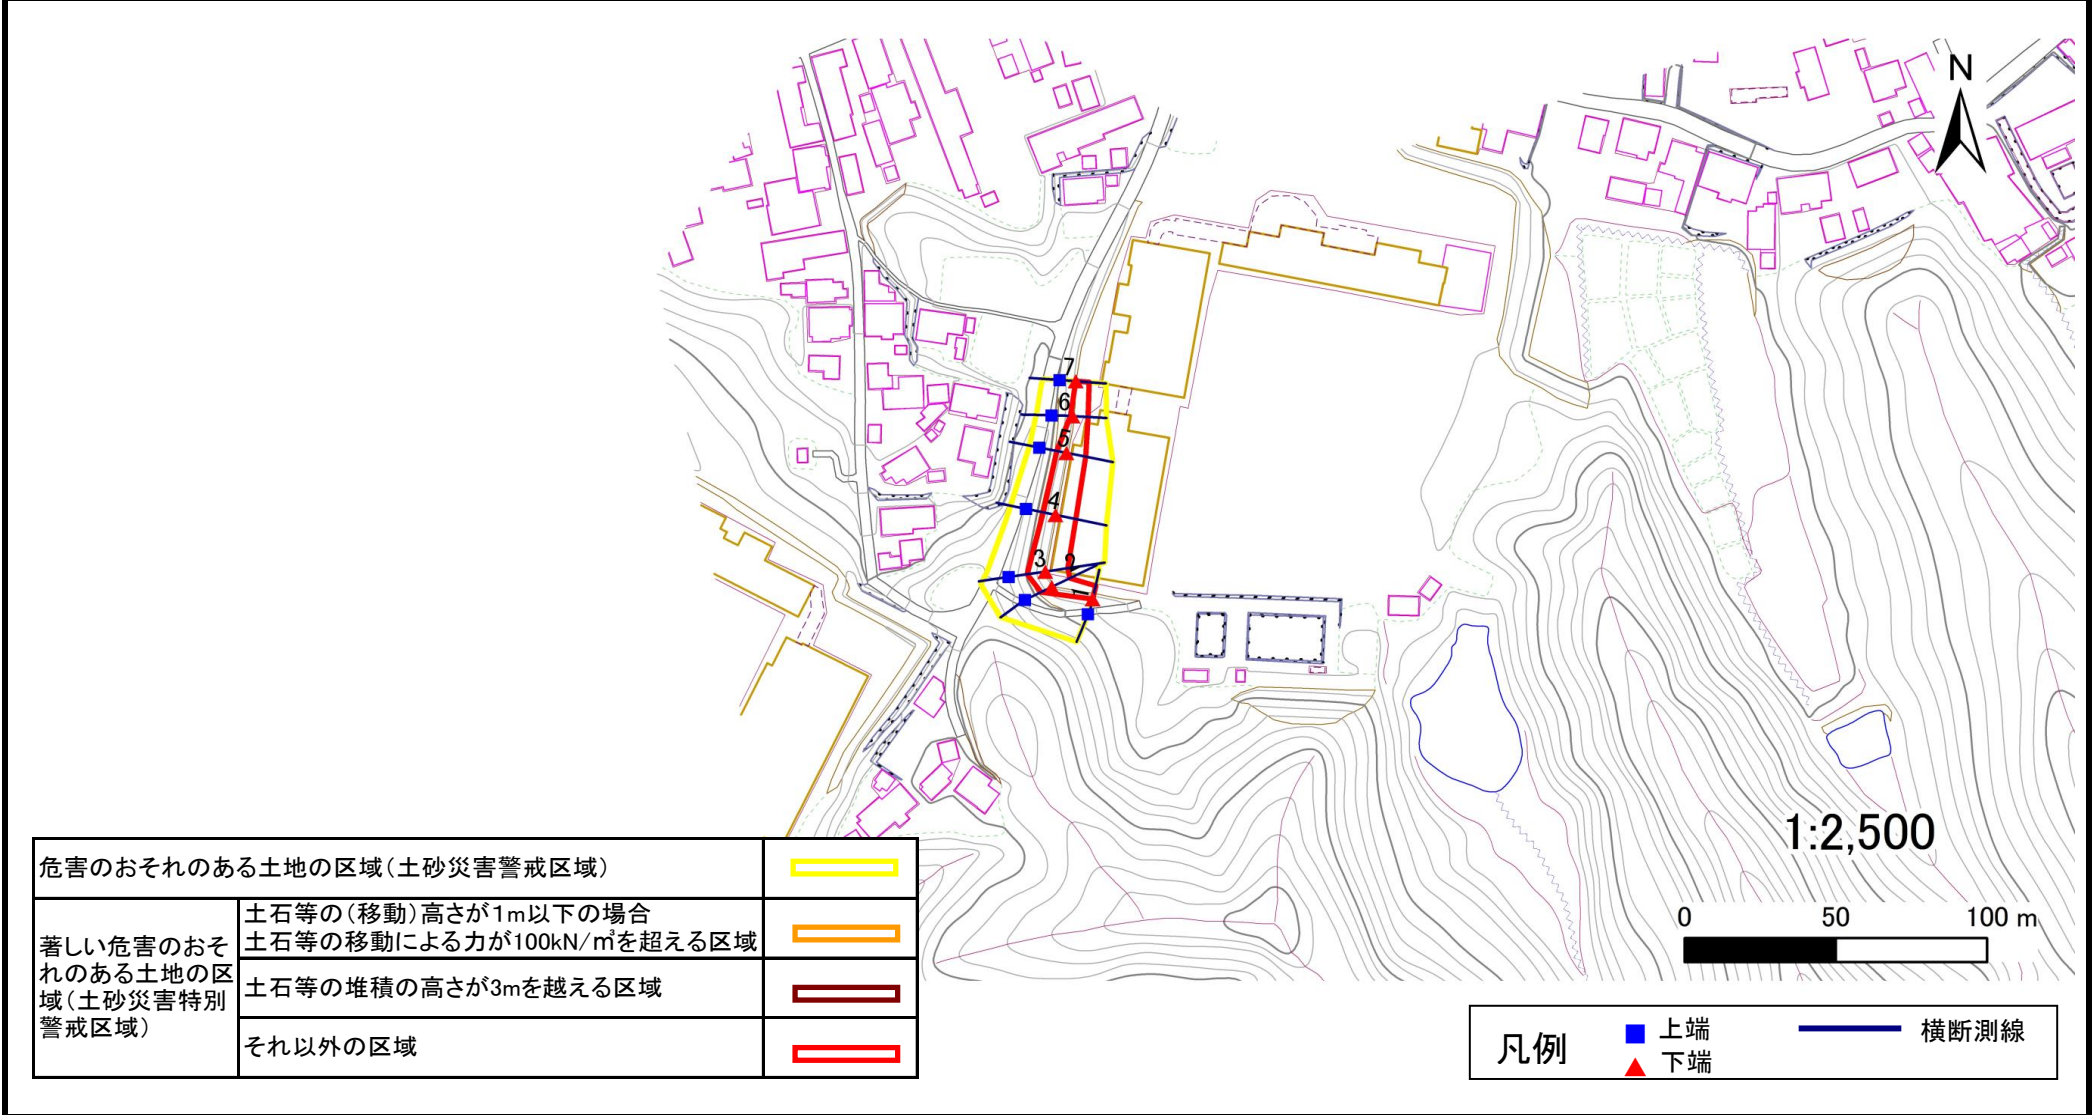 N
7
6
5
4
3
2
1
1:2,500
0 50 100 m
危害のおそれのある土地の区域(土砂災害警戒区域)
著しい危害のおそ
れのある土地の区
域(土砂災害特別
警戒区域)
土石等の(移動)高さが1m以下の場合
土石等の移動による力が100kN/㎥を超える区域
土石等の堆積の高さが3mを越える区域
それ以外の区域
凡例
上端
下端
横断測線